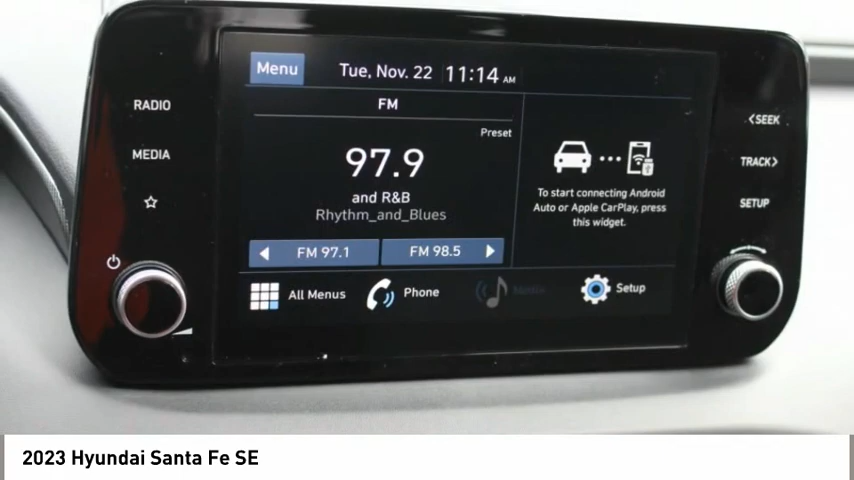 Menu
Tue, Nov. 22 11:14 AM
RADIO
FM
<SEEK
Preset
MEDIA
97.9
TRACK>
and R&B
Rhythm_and_Blues
To start connecting Android
Auto or Apple CarPlay, press
this widget.
SETUP
FM 97.1
FM 98.5
All Menus
Phone
Media
Setup
2023 Hyundai Santa Fe SE